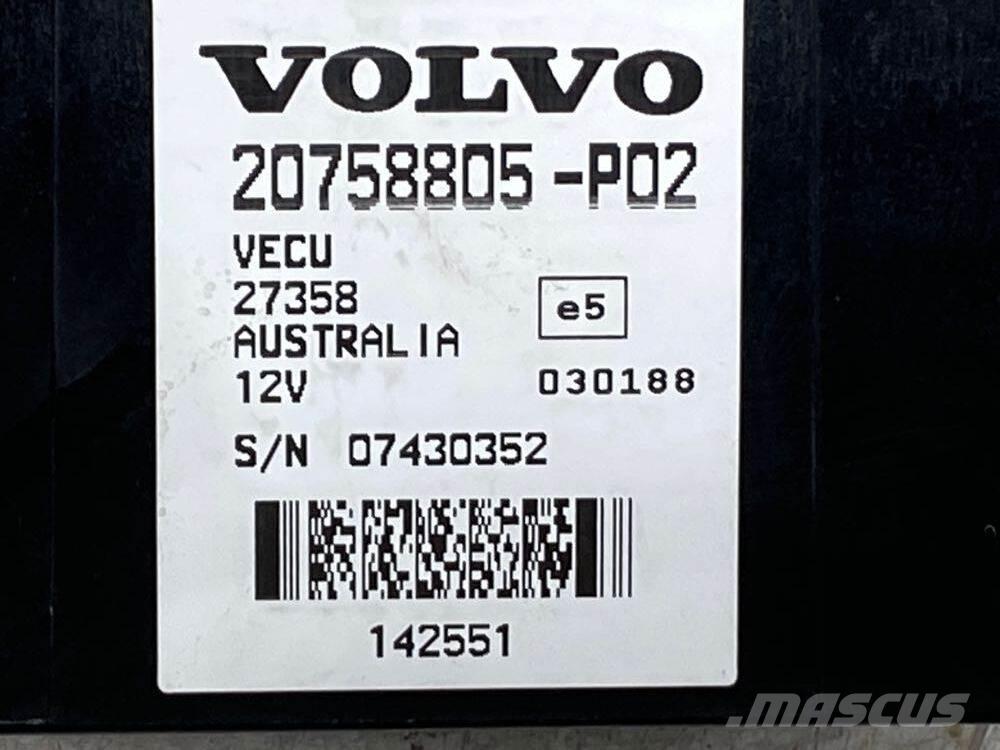 VOLVO
20758805-P02
VECU
27358
e5
AUSTRALIA
12V
030188
S/N 07430352
142551
.MASCUS